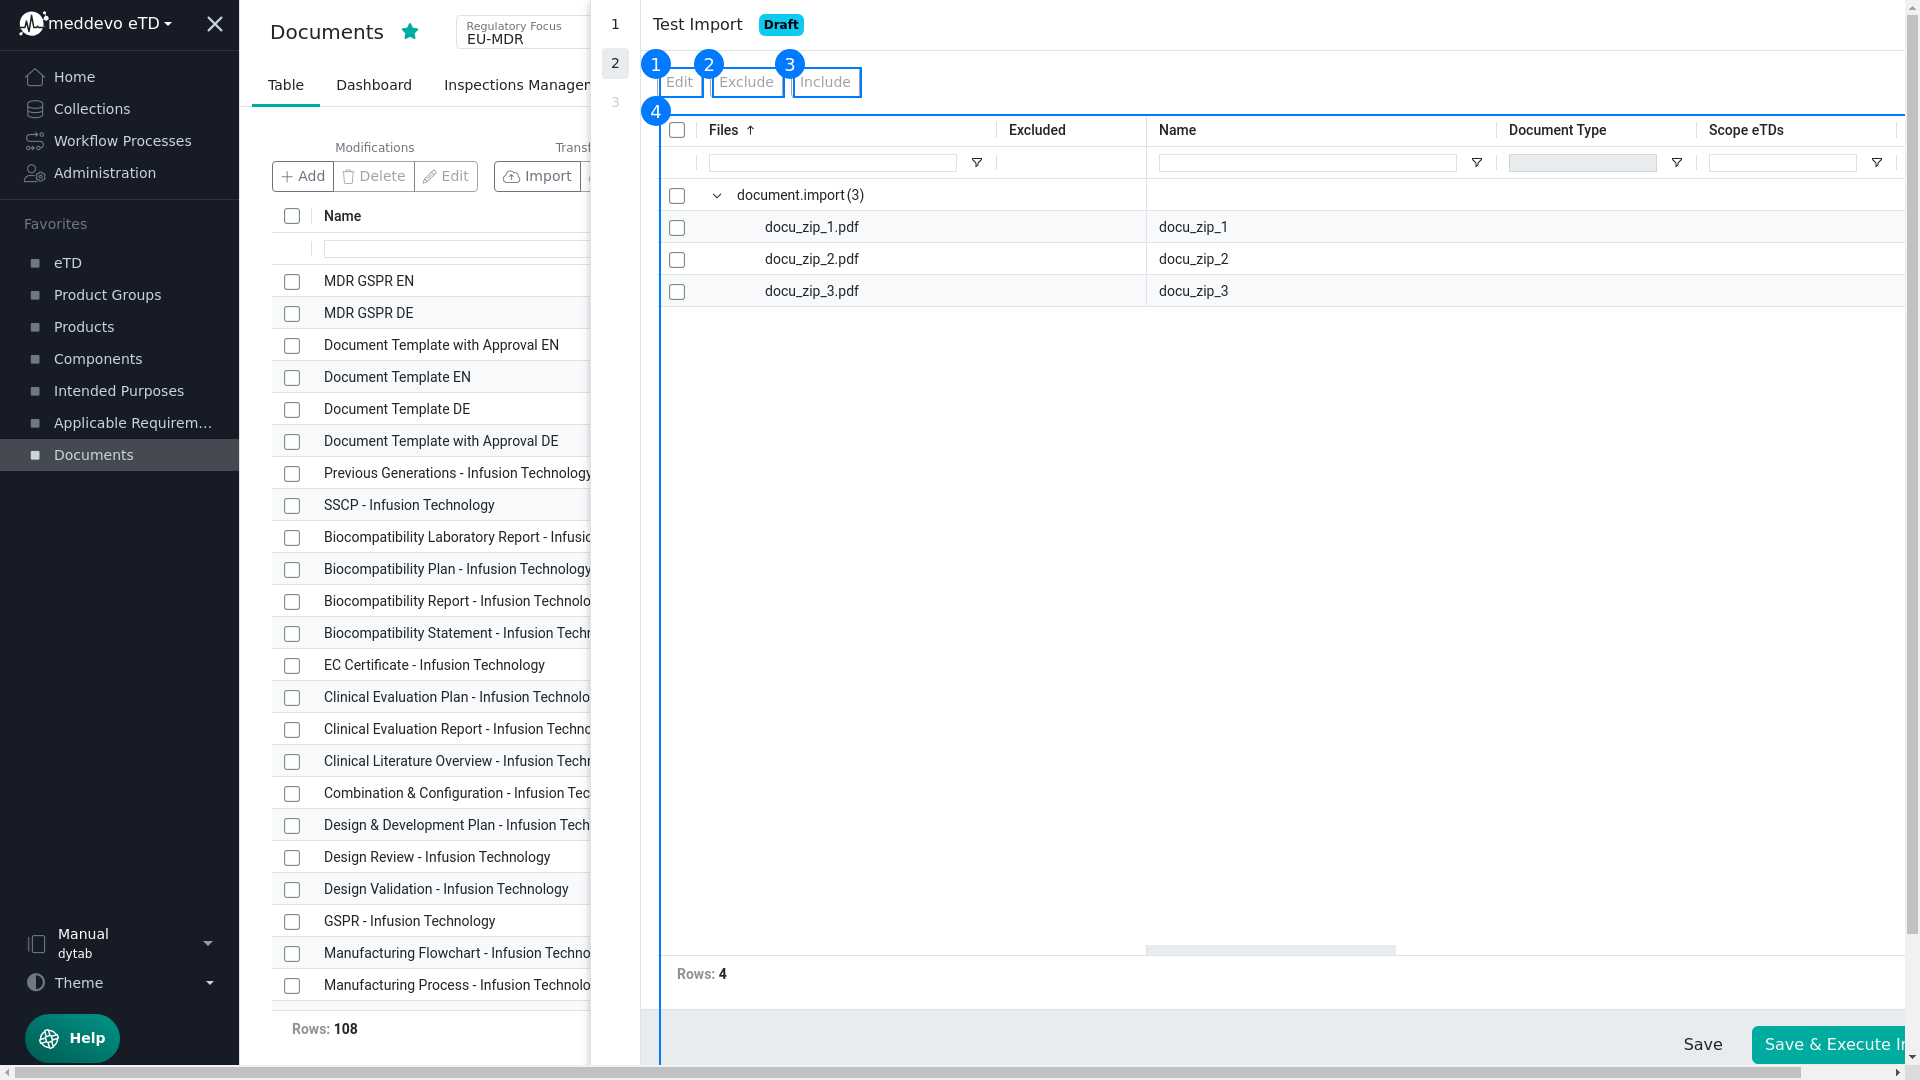 meddevo eTD
Home
Collections
Workflow Processes
Administration
Favorites
eTD
Product Groups
Products
Components
Intended Purposes
Applicable Requirem...
Documents
Manual
dytab
Theme
Help
Documents
Regulatory Focus
EU-MDR
Table
Dashboard
Inspections Manager
Modifications
Transf
Add
Delete
Edit
Import
Name
MDR GSPR EN
MDR GSPR DE
Document Template with Approval EN
Document Template EN
Document Template DE
Document Template with Approval DE
Previous Generations - Infusion Technology
SSCP - Infusion Technology
Biocompatibility Laboratory Report - Infusio
Biocompatibility Plan - Infusion Technology
Biocompatibility Report - Infusion Technolo
Biocompatibility Statement - Infusion Techn
EC Certificate - Infusion Technology
Clinical Evaluation Plan - Infusion Technolo
Clinical Evaluation Report - Infusion Techno
Clinical Literature Overview - Infusion Techn
Combination & Configuration - Infusion Tec
Design & Development Plan - Infusion Tech
Design Review - Infusion Technology
Design Validation - Infusion Technology
GSPR - Infusion Technology
Manufacturing Flowchart - Infusion Techno
Manufacturing Process - Infusion Technolo
Rows: 108
1
2
3
Test Import
Draft
1
Edit
2
Exclude
3
Include
4
Files
Excluded
Name
Document Type
Scope eTDs
document.import (3)
docu_zip_1.pdf
docu_zip_1
docu_zip_2.pdf
docu_zip_2
docu_zip_3.pdf
docu_zip_3
Rows: 4
Save
Save & Execute I